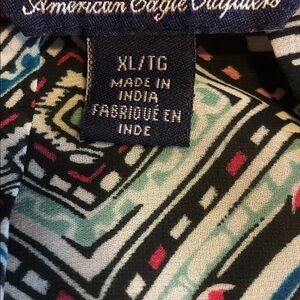 American Eagle Outfitters
XL/TG
MADE IN
INDIA
FABRIQUÉ EN
INDE